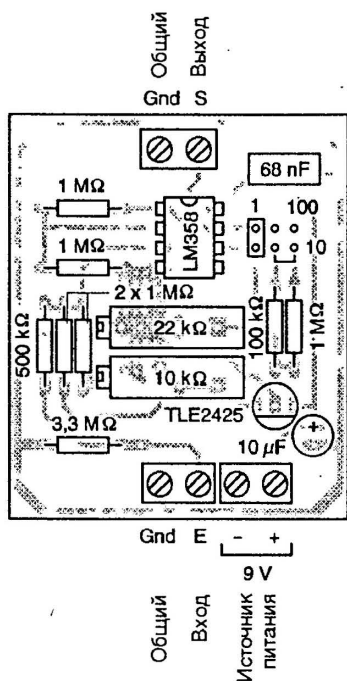 Общий
Выход
Gnd S
1 MΩ
68 nF
LM358
1
100
10
1 MΩ
2 x 1 MΩ
500 kΩ
22 kΩ
100 kΩ
1 MΩ
10 kΩ
TLE2425
3,3 MΩ
10 µF
+
Gnd E
− +
9 V
Общий
Вход
Источник
питания